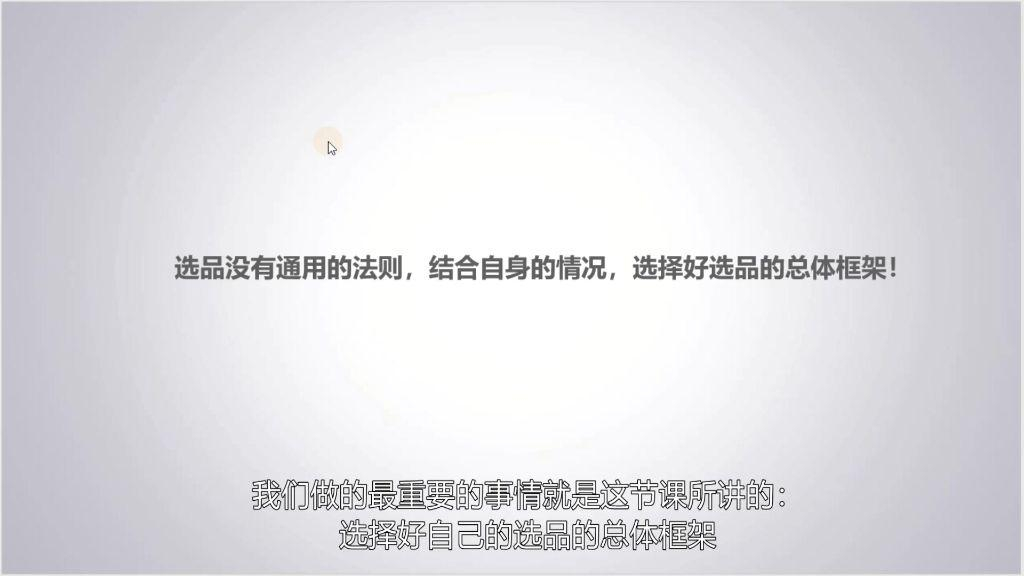 选品没有通用的法则，结合自身的情况，选择好选品的总体框架！
我们做的最重要的事情就是这节课所讲的：
选择好自己的选品的总体框架